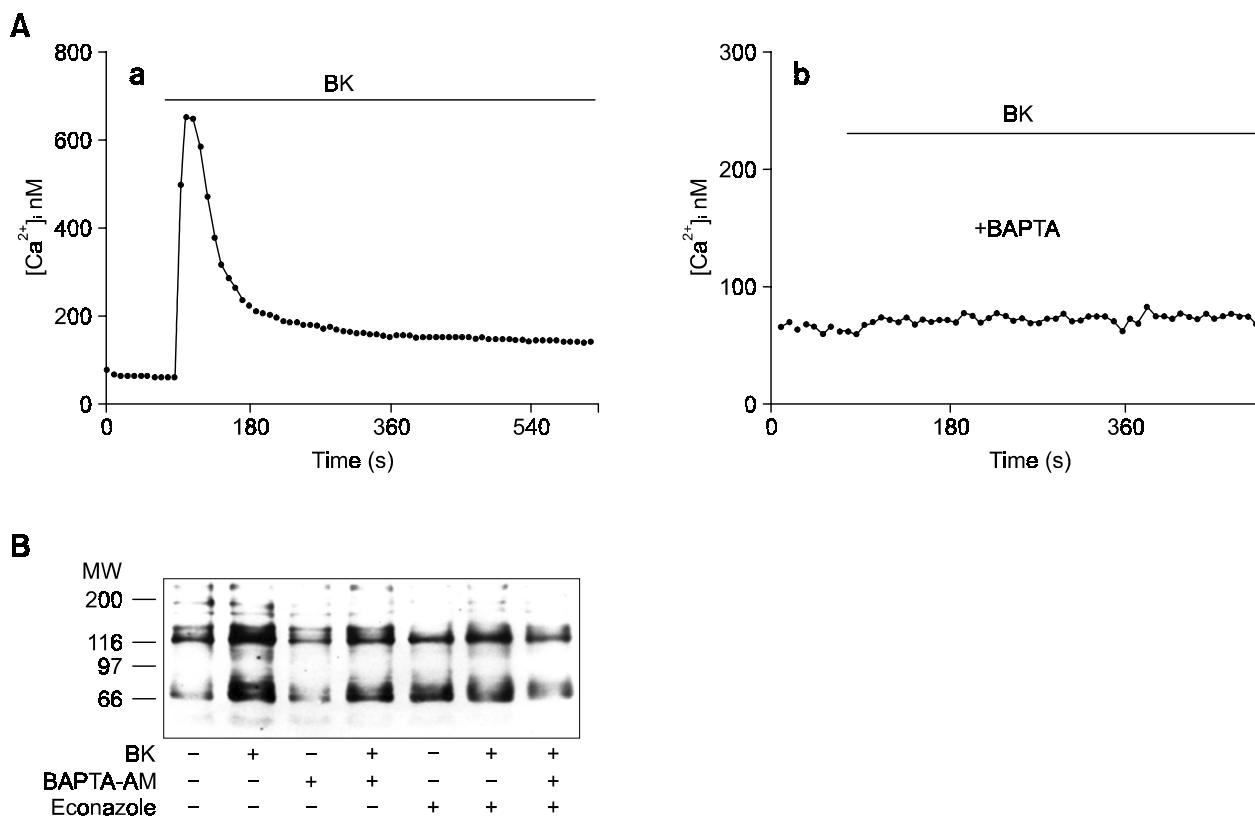 A
a
BK
800
600
400
200
0
[Ca²⁺]ᵢ nM
0 180 360 540
Time (s)
b
BK
+BAPTA
300
200
100
0
[Ca²⁺]ᵢ nM
0 180 360
Time (s)
B
MW
200
116
97
66
BK − + − + − + +
BAPTA-AM − − + + − − +
Econazole − − − − + + +